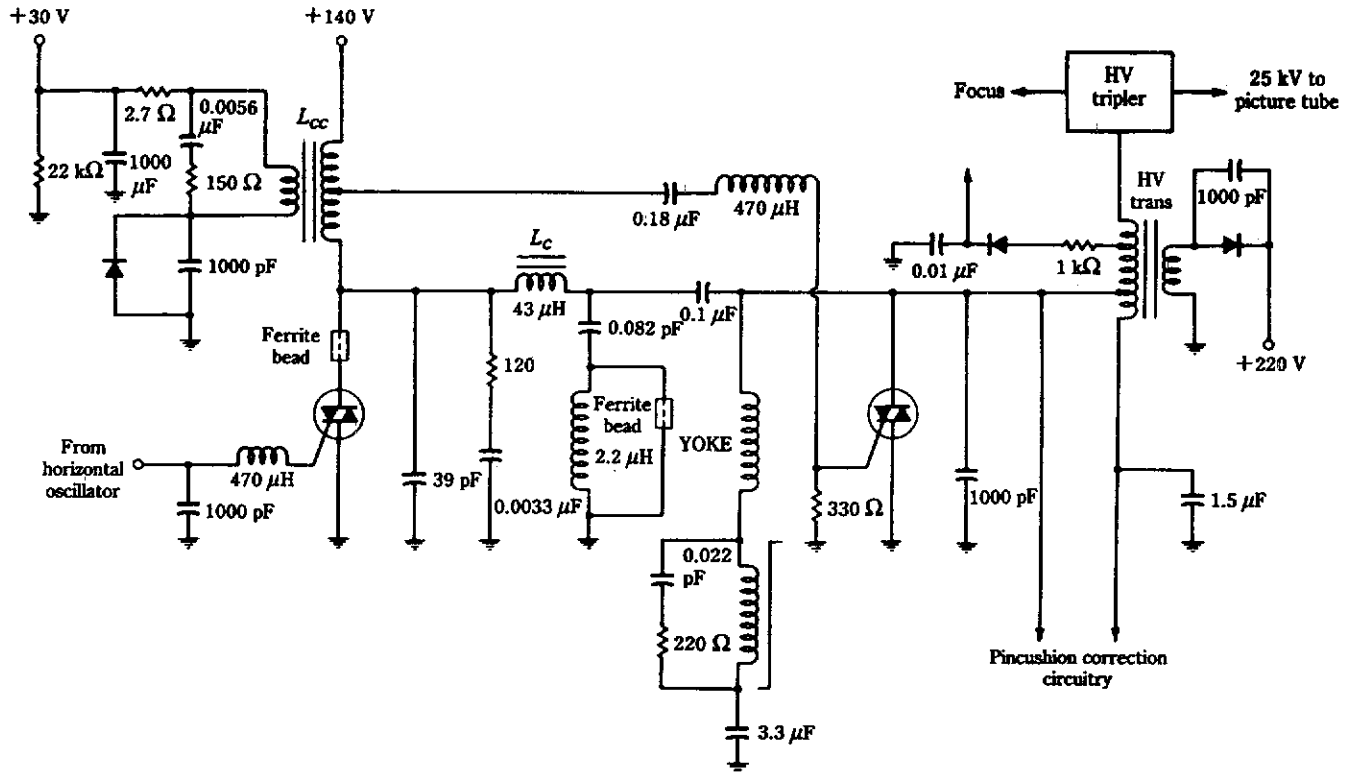 +30 V
+140 V
2.7 Ω
0.0056
μF
L_CC
22 kΩ
1000
μF
150 Ω
1000 pF
0.18 μF
470 μH
HV
tripler
Focus
25 kV to
picture tube
HV
trans
1000 pF
0.01 μF
1 kΩ
+220 V
L_C
43 μH
0.1 μF
0.082 pF
Ferrite
bead
120
Ferrite
bead
2.2 μH
YOKE
From
horizontal
oscillator
470 μH
1000 pF
39 pF
0.0033 μF
330 Ω
1000 pF
1.5 μF
0.022
pF
220 Ω
Pincushion correction
circuitry
3.3 μF